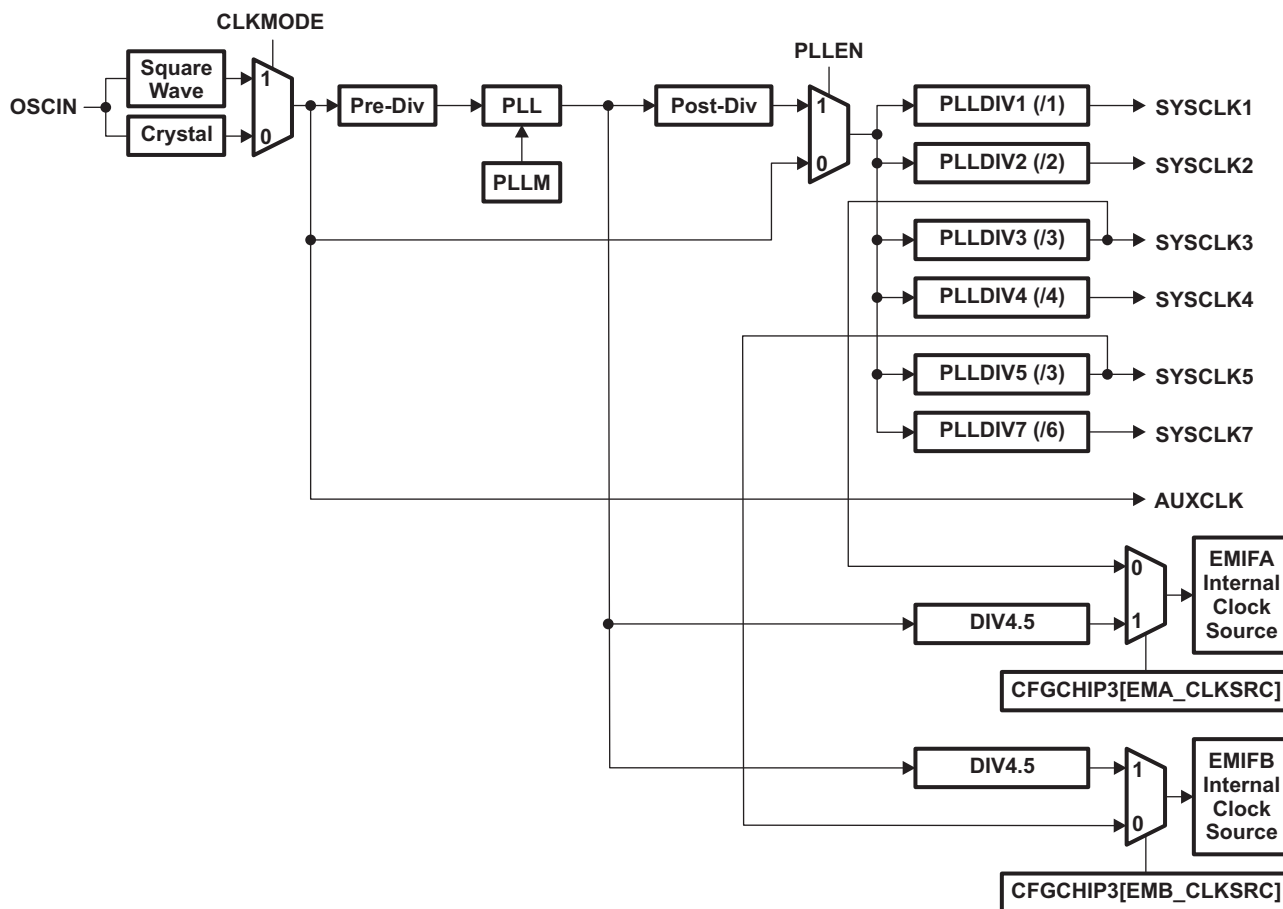 CLKMODE
PLLEN
OSCIN
Square
Wave
1
Crystal
0
Pre-Div
PLL
PLLM
Post-Div
1
0
PLLDIV1 (/1)
SYSCLK1
PLLDIV2 (/2)
SYSCLK2
PLLDIV3 (/3)
SYSCLK3
PLLDIV4 (/4)
SYSCLK4
PLLDIV5 (/3)
SYSCLK5
PLLDIV7 (/6)
SYSCLK7
AUXCLK
0
1
EMIFA
Internal
Clock
Source
DIV4.5
CFGCHIP3[EMA_CLKSRC]
DIV4.5
1
0
EMIFB
Internal
Clock
Source
CFGCHIP3[EMB_CLKSRC]